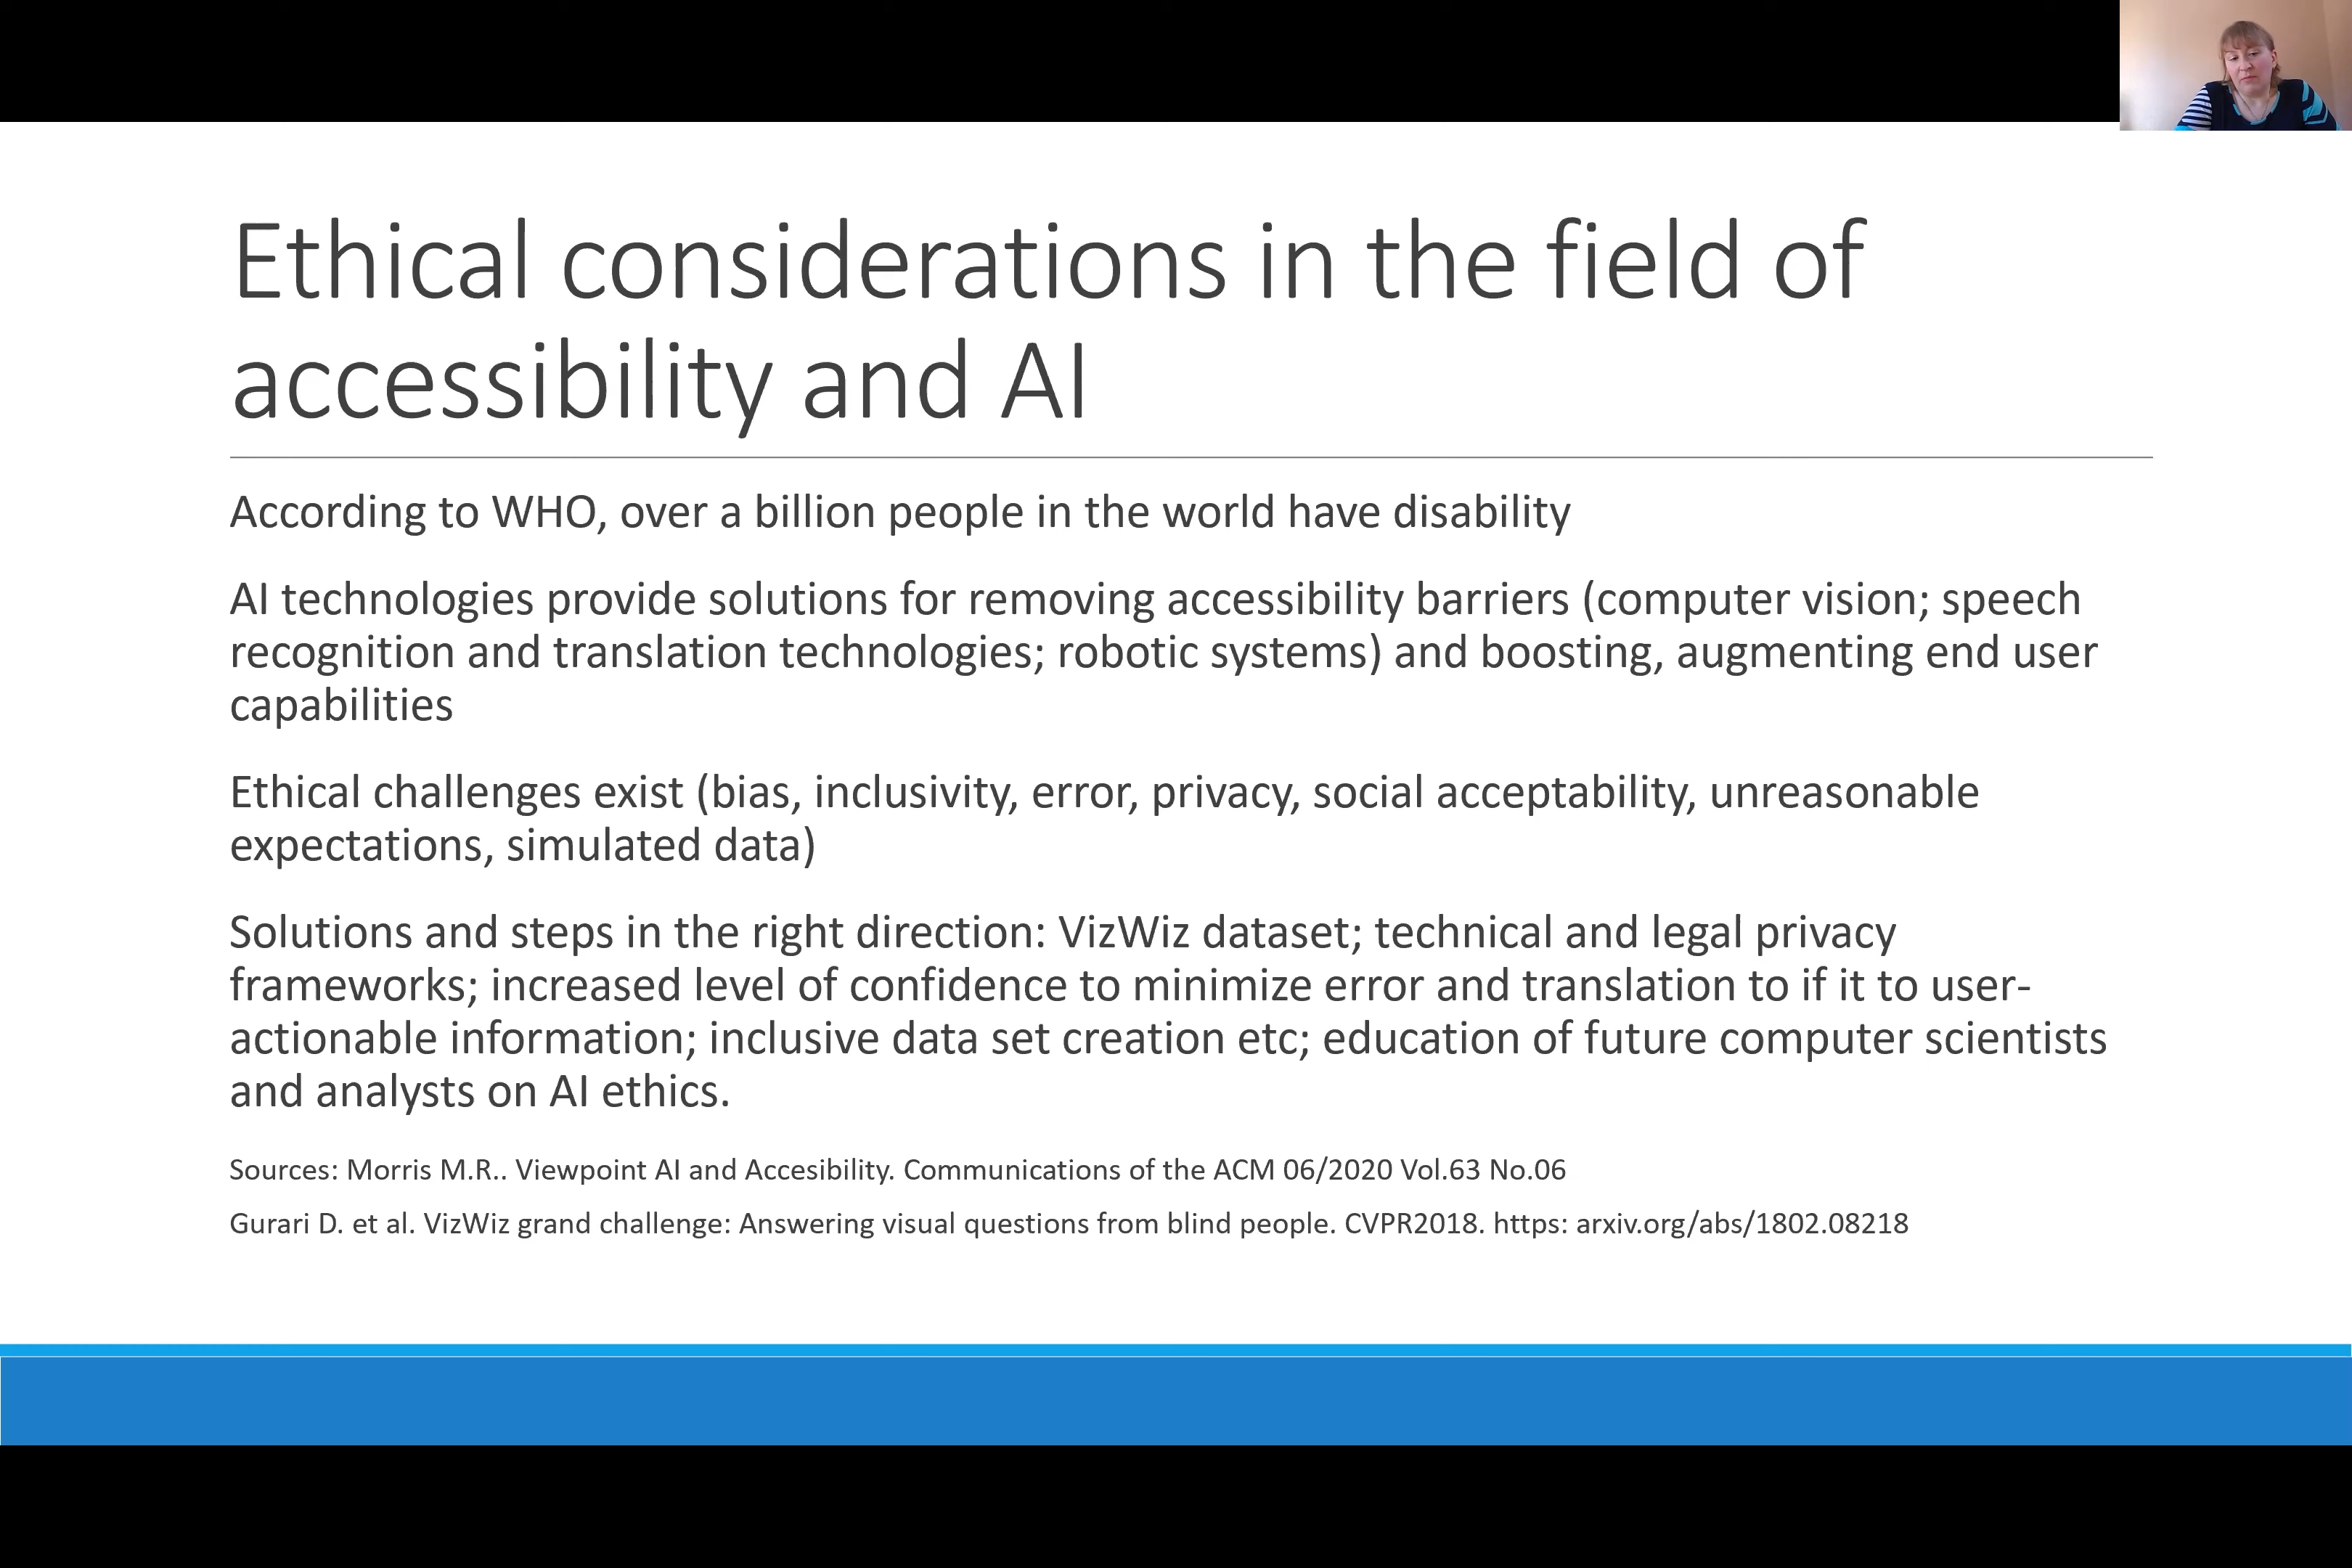 Ethical considerations in the field of
accessibility and AI
According to WHO, over a billion people in the world have disability
AI technologies provide solutions for removing accessibility barriers (computer vision; speech
recognition and translation technologies; robotic systems) and boosting, augmenting end user
capabilities
Ethical challenges exist (bias, inclusivity, error, privacy, social acceptability, unreasonable
expectations, simulated data)
Solutions and steps in the right direction: VizWiz dataset; technical and legal privacy
frameworks; increased level of confidence to minimize error and translation to if it to user-
actionable information; inclusive data set creation etc; education of future computer scientists
and analysts on AI ethics.
Sources: Morris M.R.. Viewpoint AI and Accesibility. Communications of the ACM 06/2020 Vol.63 No.06
Gurari D. et al. VizWiz grand challenge: Answering visual questions from blind people. CVPR2018. https: arxiv.org/abs/1802.08218